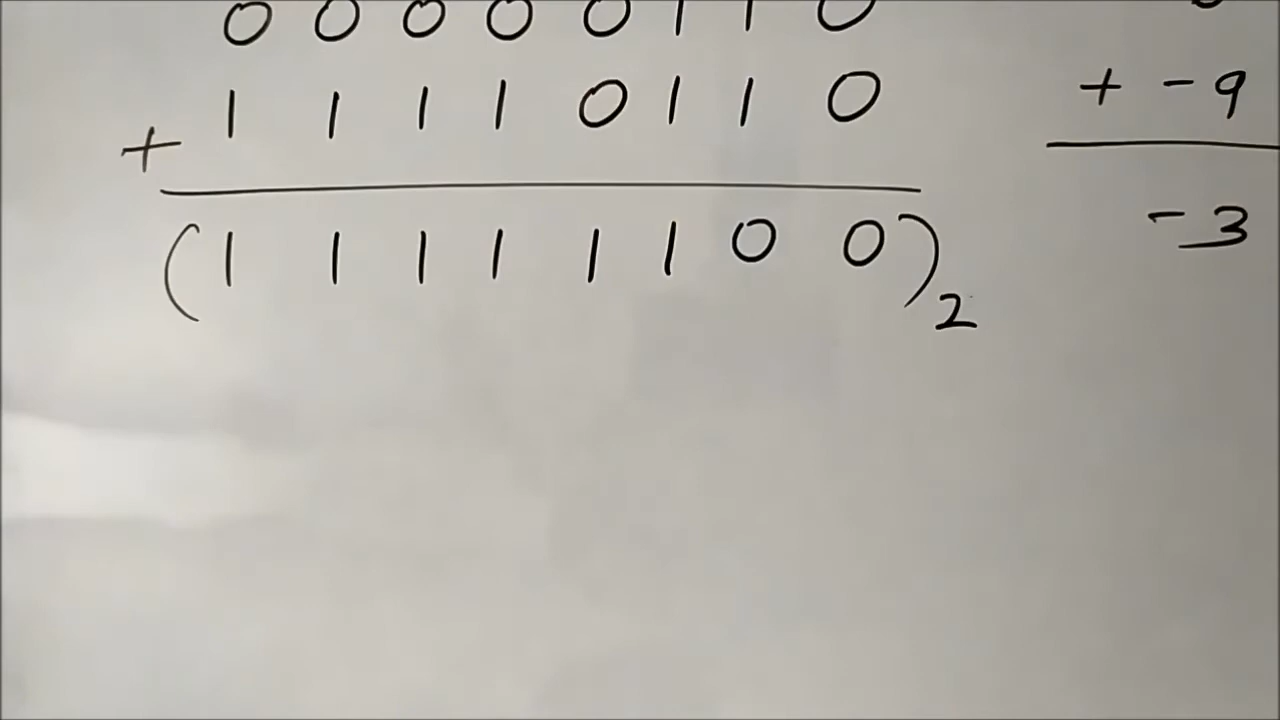 0 0 0 0 0 1 1 0
1 1 1 1 0 1 1 0 + - 9
+
(1 1 1 1 1 1 0 0)2 - 3